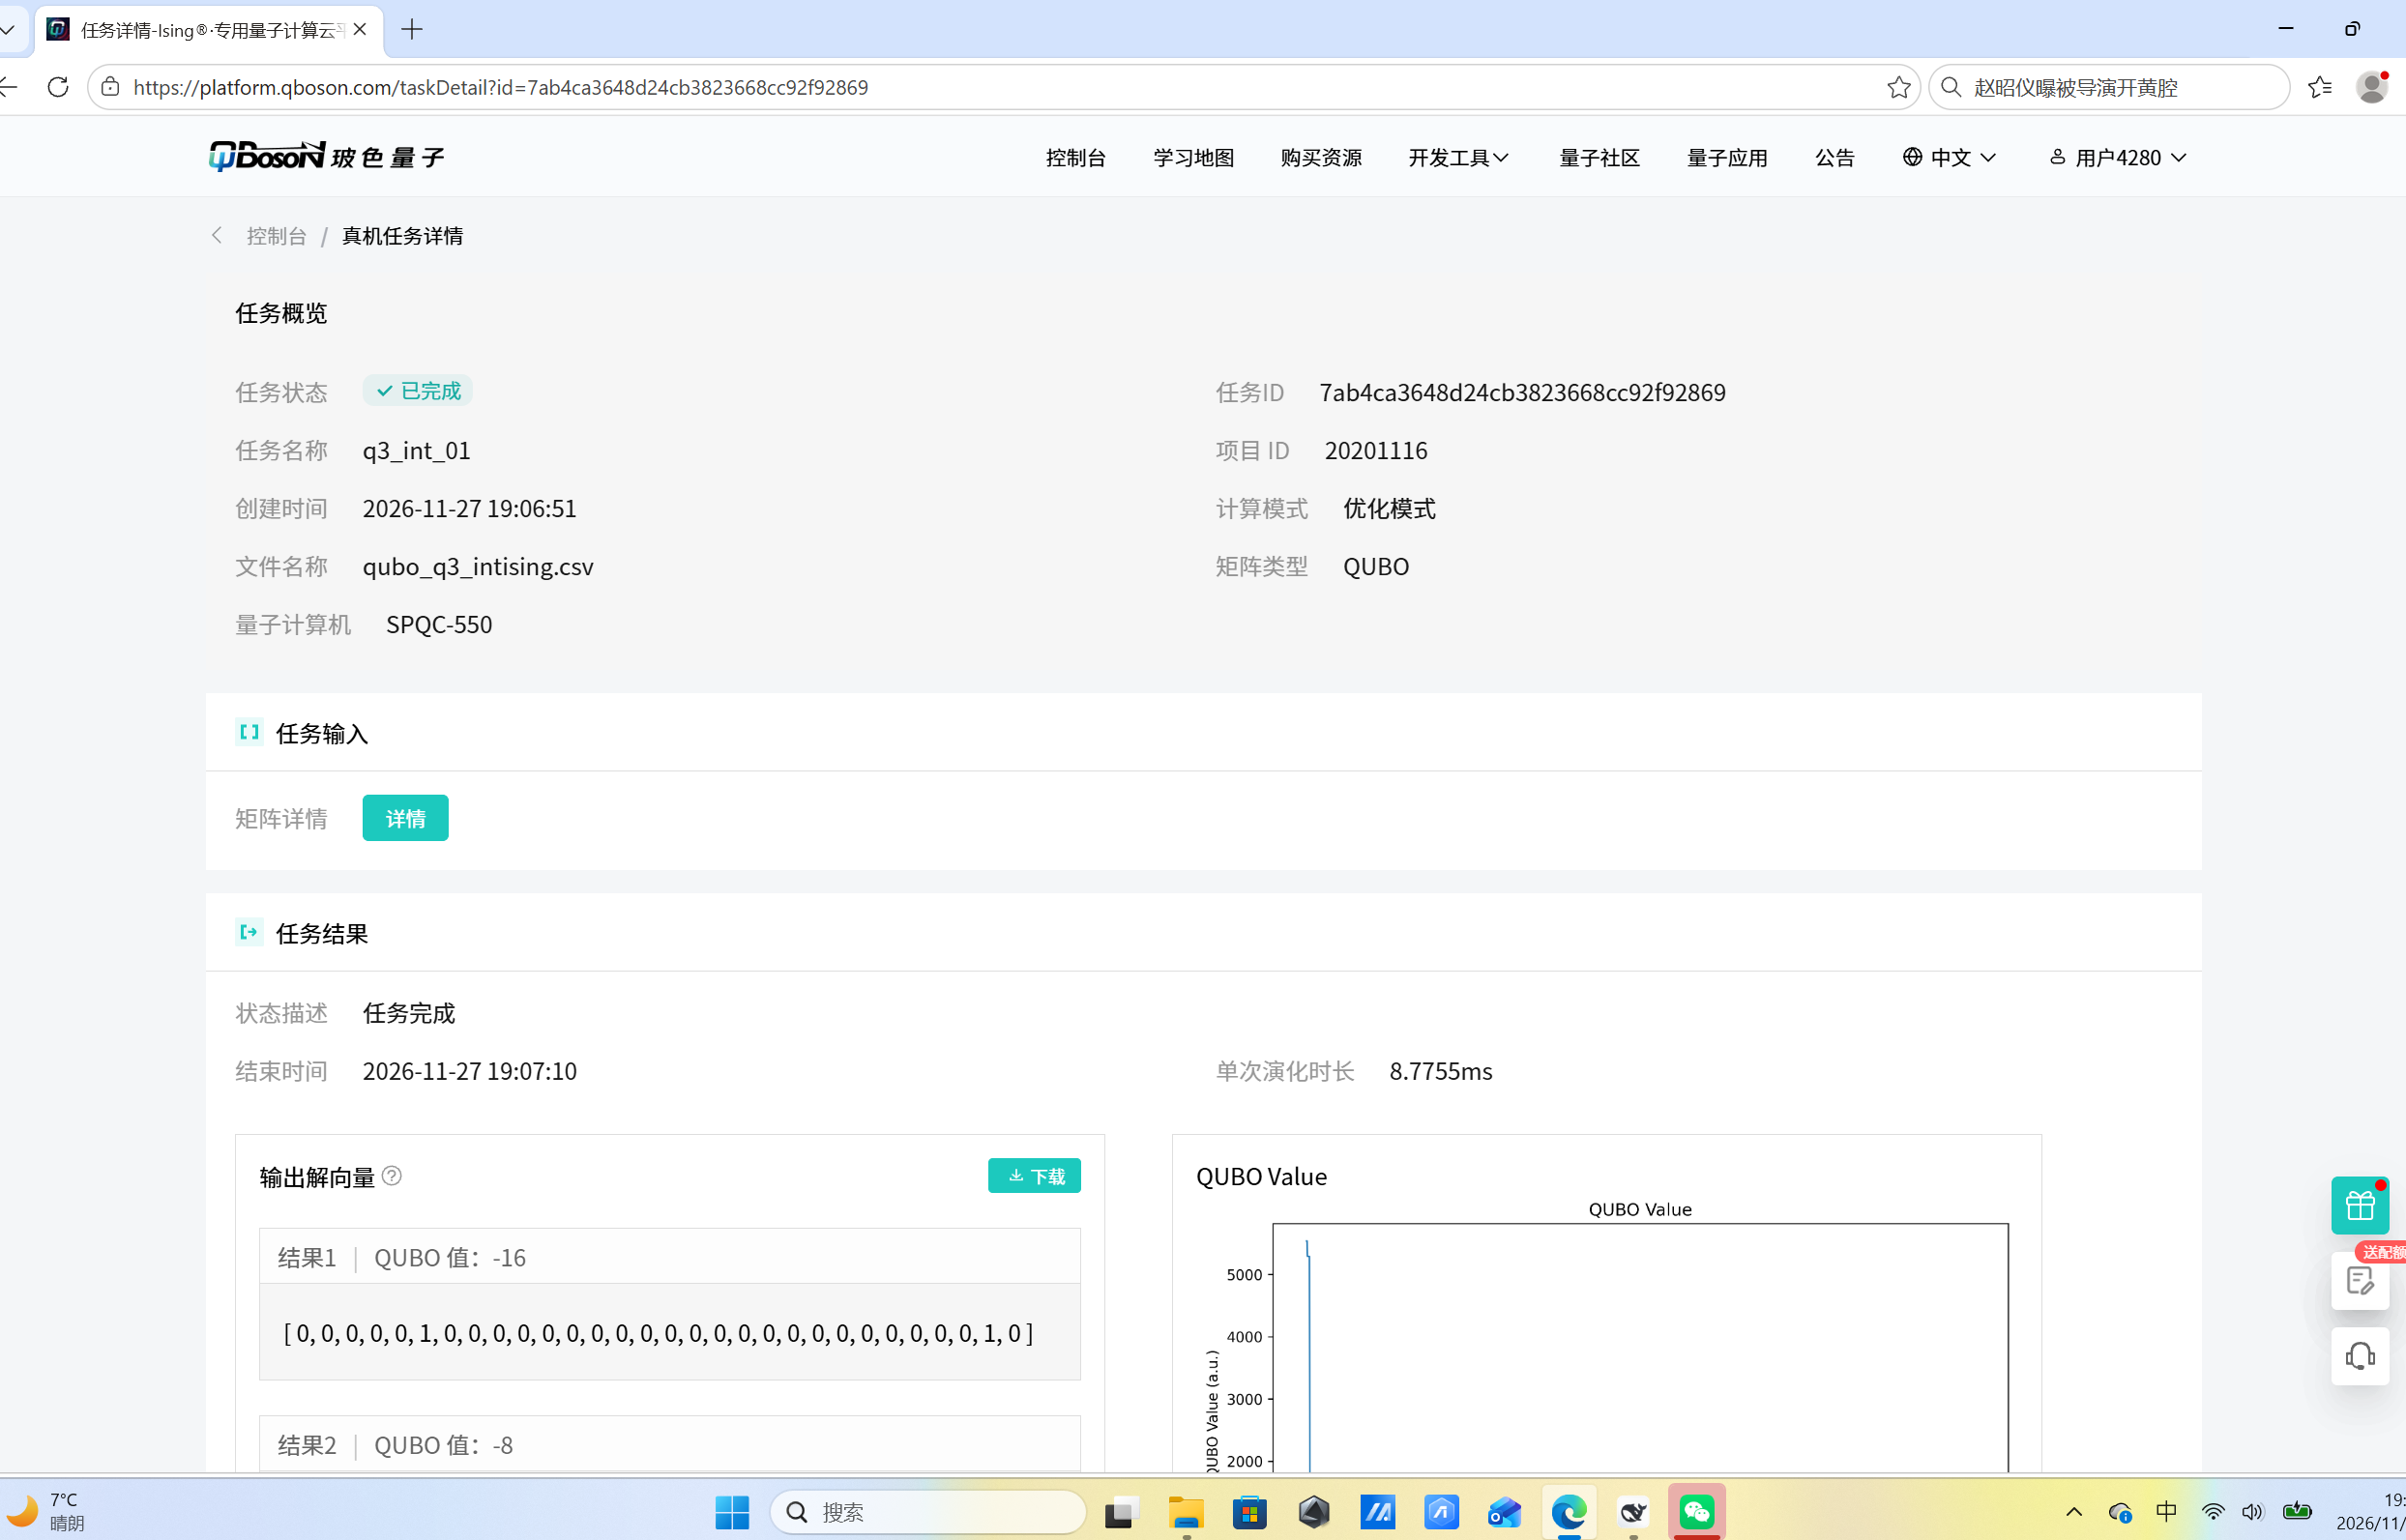 任务详情-Ising®·专用量子计算云平
https://platform.qboson.com/taskDetail?id=7ab4ca3648d24cb3823668cc92f92869
赵昭仪曝被导演开黄腔
QBoson 玻色量子
控制台 学习地图 购买资源 开发工具 量子社区 量子应用 公告 中文 用户4280
控制台 / 真机任务详情
任务概览
任务状态 已完成 任务ID 7ab4ca3648d24cb3823668cc92f92869
任务名称 q3_int_01 项目 ID 20201116
创建时间 2026-11-27 19:06:51 计算模式 优化模式
文件名称 qubo_q3_intising.csv 矩阵类型 QUBO
量子计算机 SPQC-550
任务输入
矩阵详情 详情
任务结果
状态描述 任务完成
结束时间 2026-11-27 19:07:10 单次演化时长 8.7755ms
输出解向量 下载
QUBO Value
QUBO Value
结果1 | QUBO 值：-16
[ 0, 0, 0, 0, 0, 1, 0, 0, 0, 0, 0, 0, 0, 0, 0, 0, 0, 0, 0, 0, 0, 0, 0, 0, 0, 0, 0, 0, 1, 0 ]
结果2 | QUBO 值：-8
5000
4000
3000
2000
QUBO Value (a.u.)
送配额
7°C
晴朗
搜索
中
19:
2026/11/